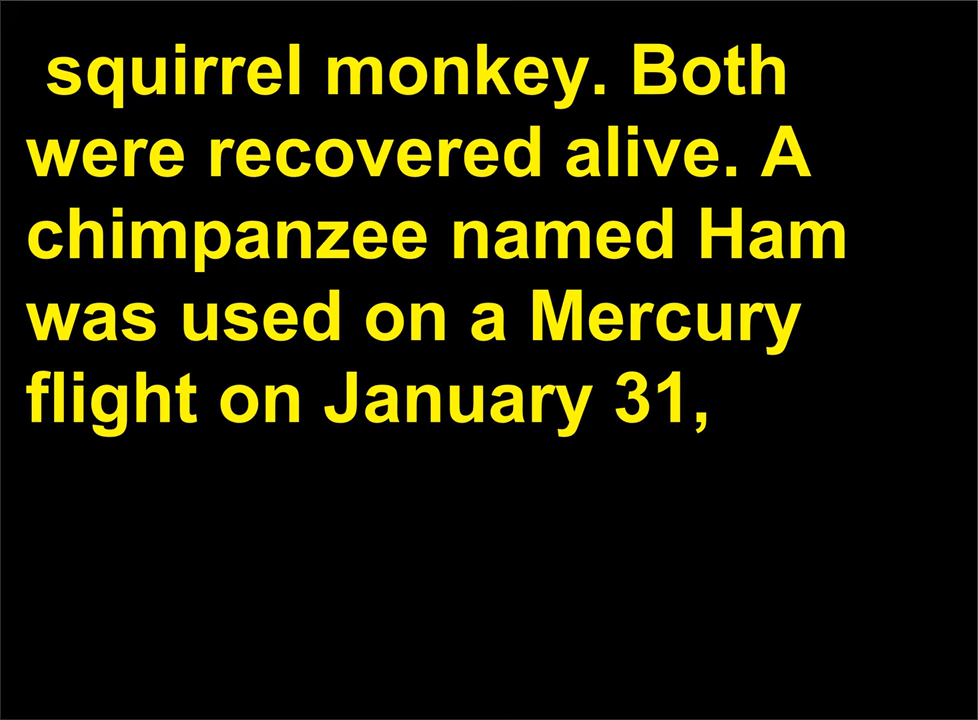 squirrel monkey. Both
were recovered alive. A
chimpanzee named Ham
was used on a Mercury
flight on January 31,